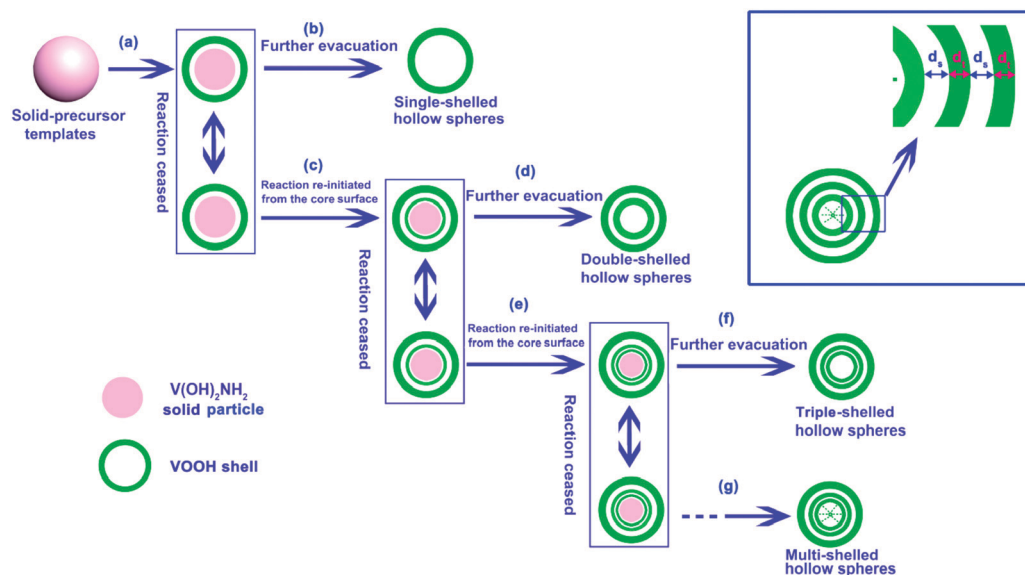 (a)
Solid-precursor
templates
Reaction ceased
(b)
Further evacuation
Single-shelled
hollow spheres
(c)
Reaction re-initiated
from the core surface
Reaction ceased
(d)
Further evacuation
Double-shelled
hollow spheres
(e)
Reaction re-initiated
from the core surface
Reaction ceased
(f)
Further evacuation
Triple-shelled
hollow spheres
(g)
Multi-shelled
hollow spheres
V(OH)₂NH₂
solid particle
VOOH shell
dₛ dₜ dₛ dₜ